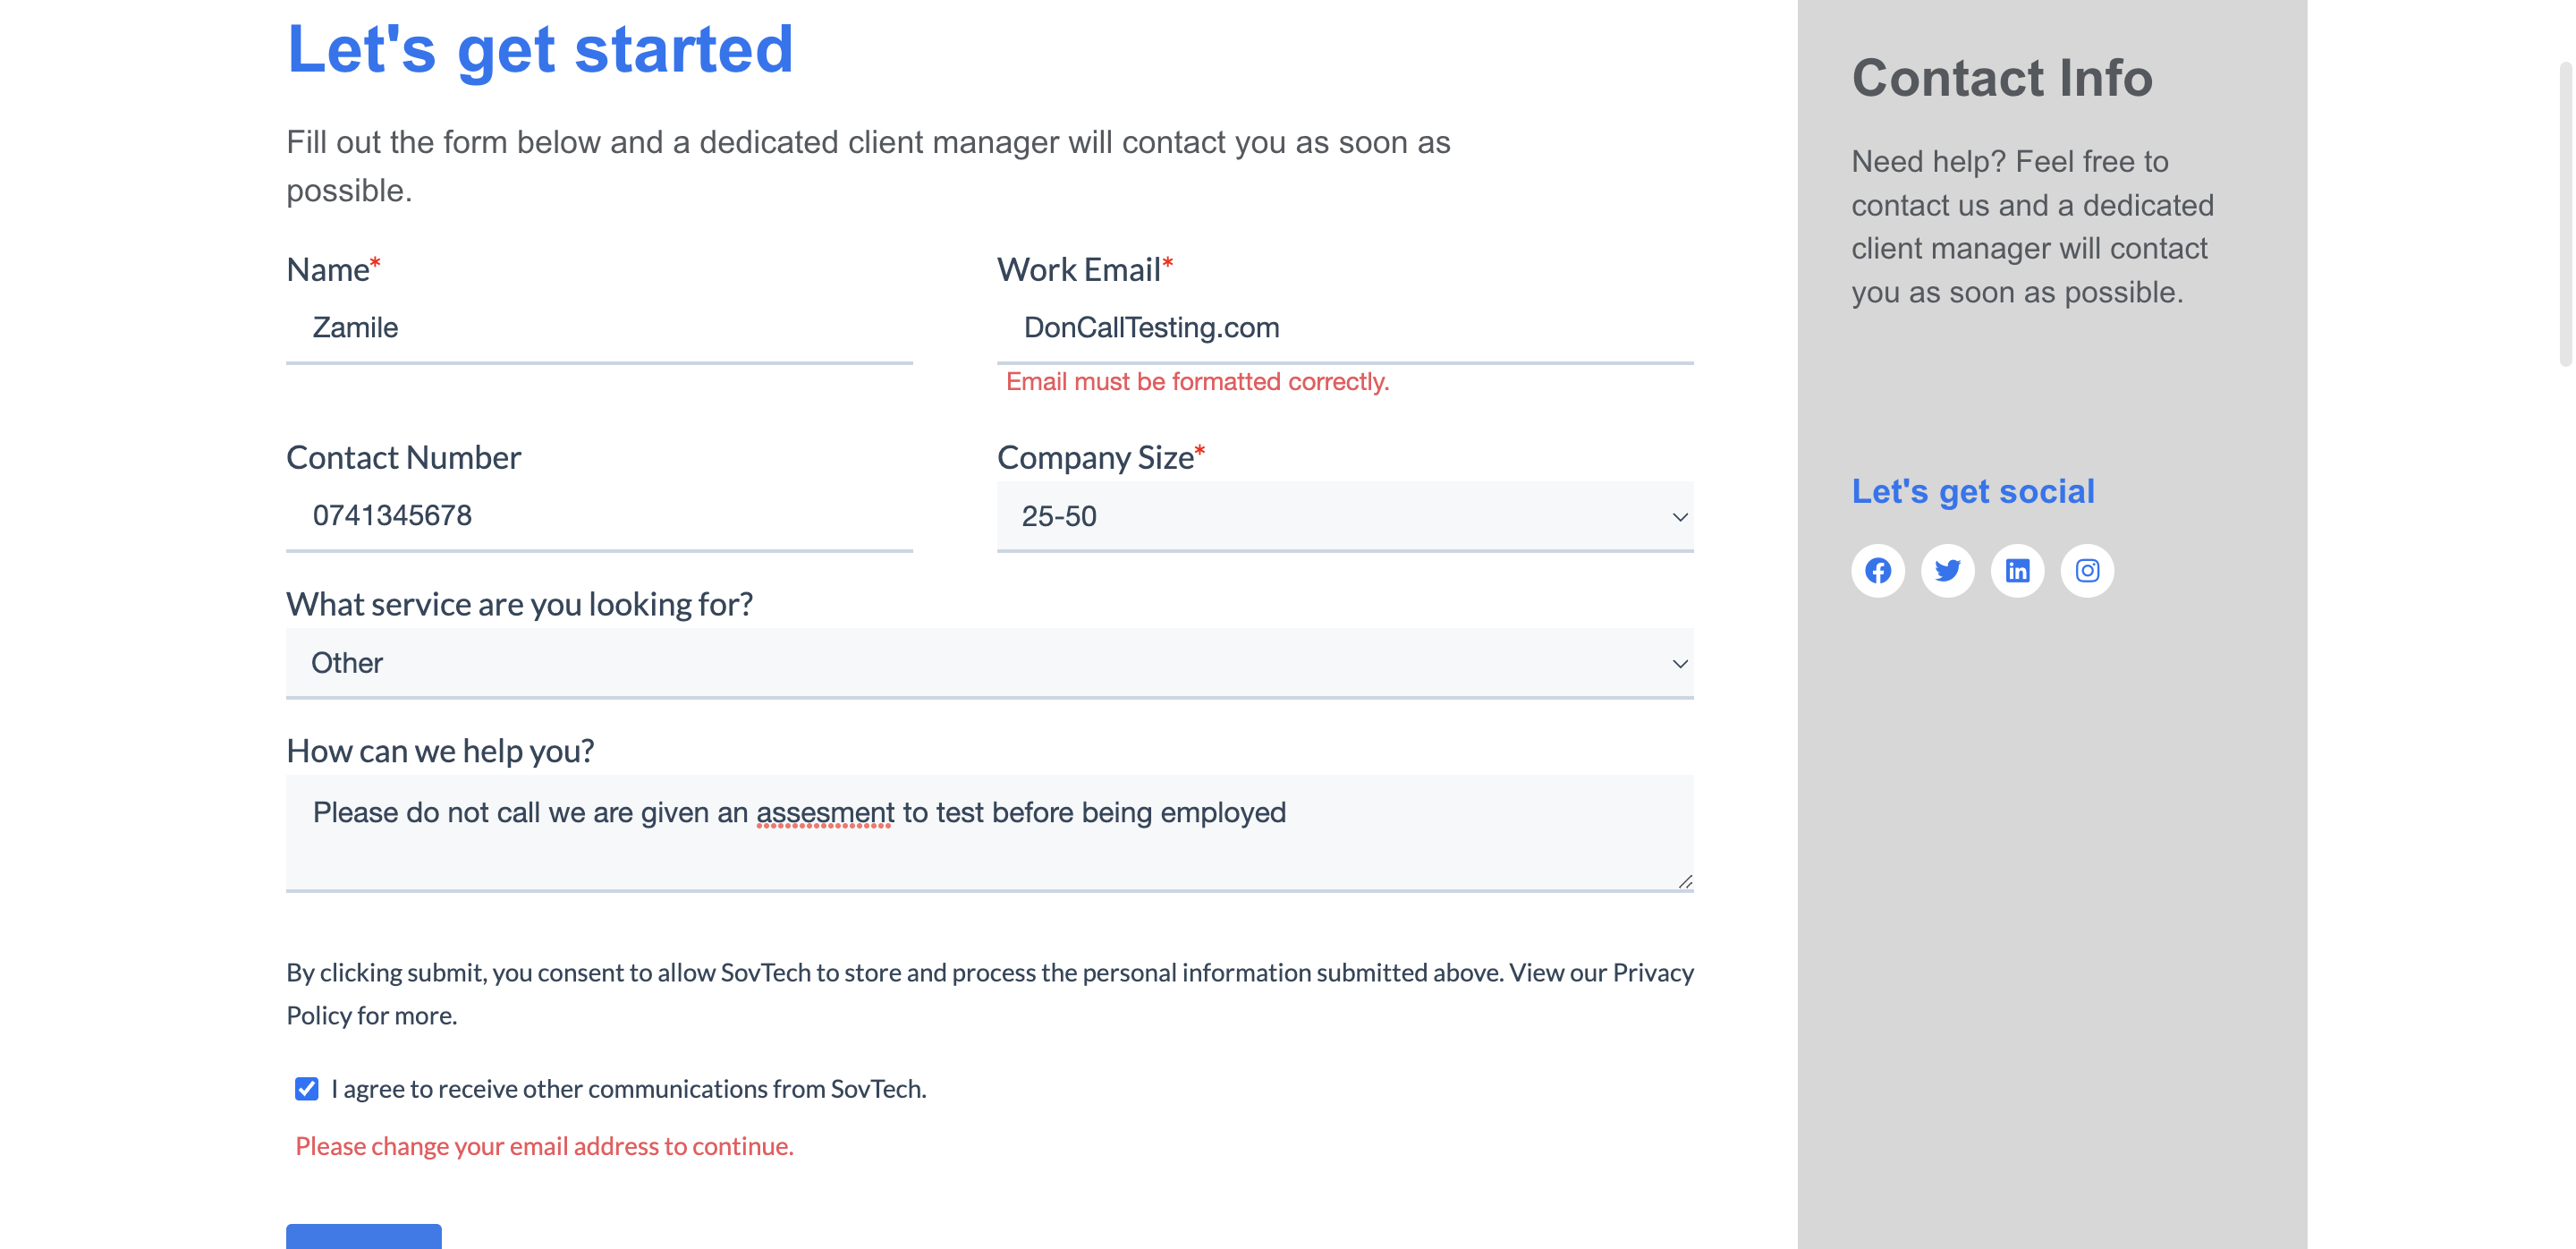 Let's get started
Fill out the form below and a dedicated client manager will contact you as soon as
possible.
Name*
Zamile
Work Email*
DonCallTesting.com
Email must be formatted correctly.
Contact Number
0741345678
Company Size*
25-50
What service are you looking for?
Other
How can we help you?
Please do not call we are given an assesment to test before being employed
By clicking submit, you consent to allow SovTech to store and process the personal information submitted above. View our Privacy
Policy for more.
I agree to receive other communications from SovTech.
Please change your email address to continue.
Contact Info
Need help? Feel free to
contact us and a dedicated
client manager will contact
you as soon as possible.
Let's get social